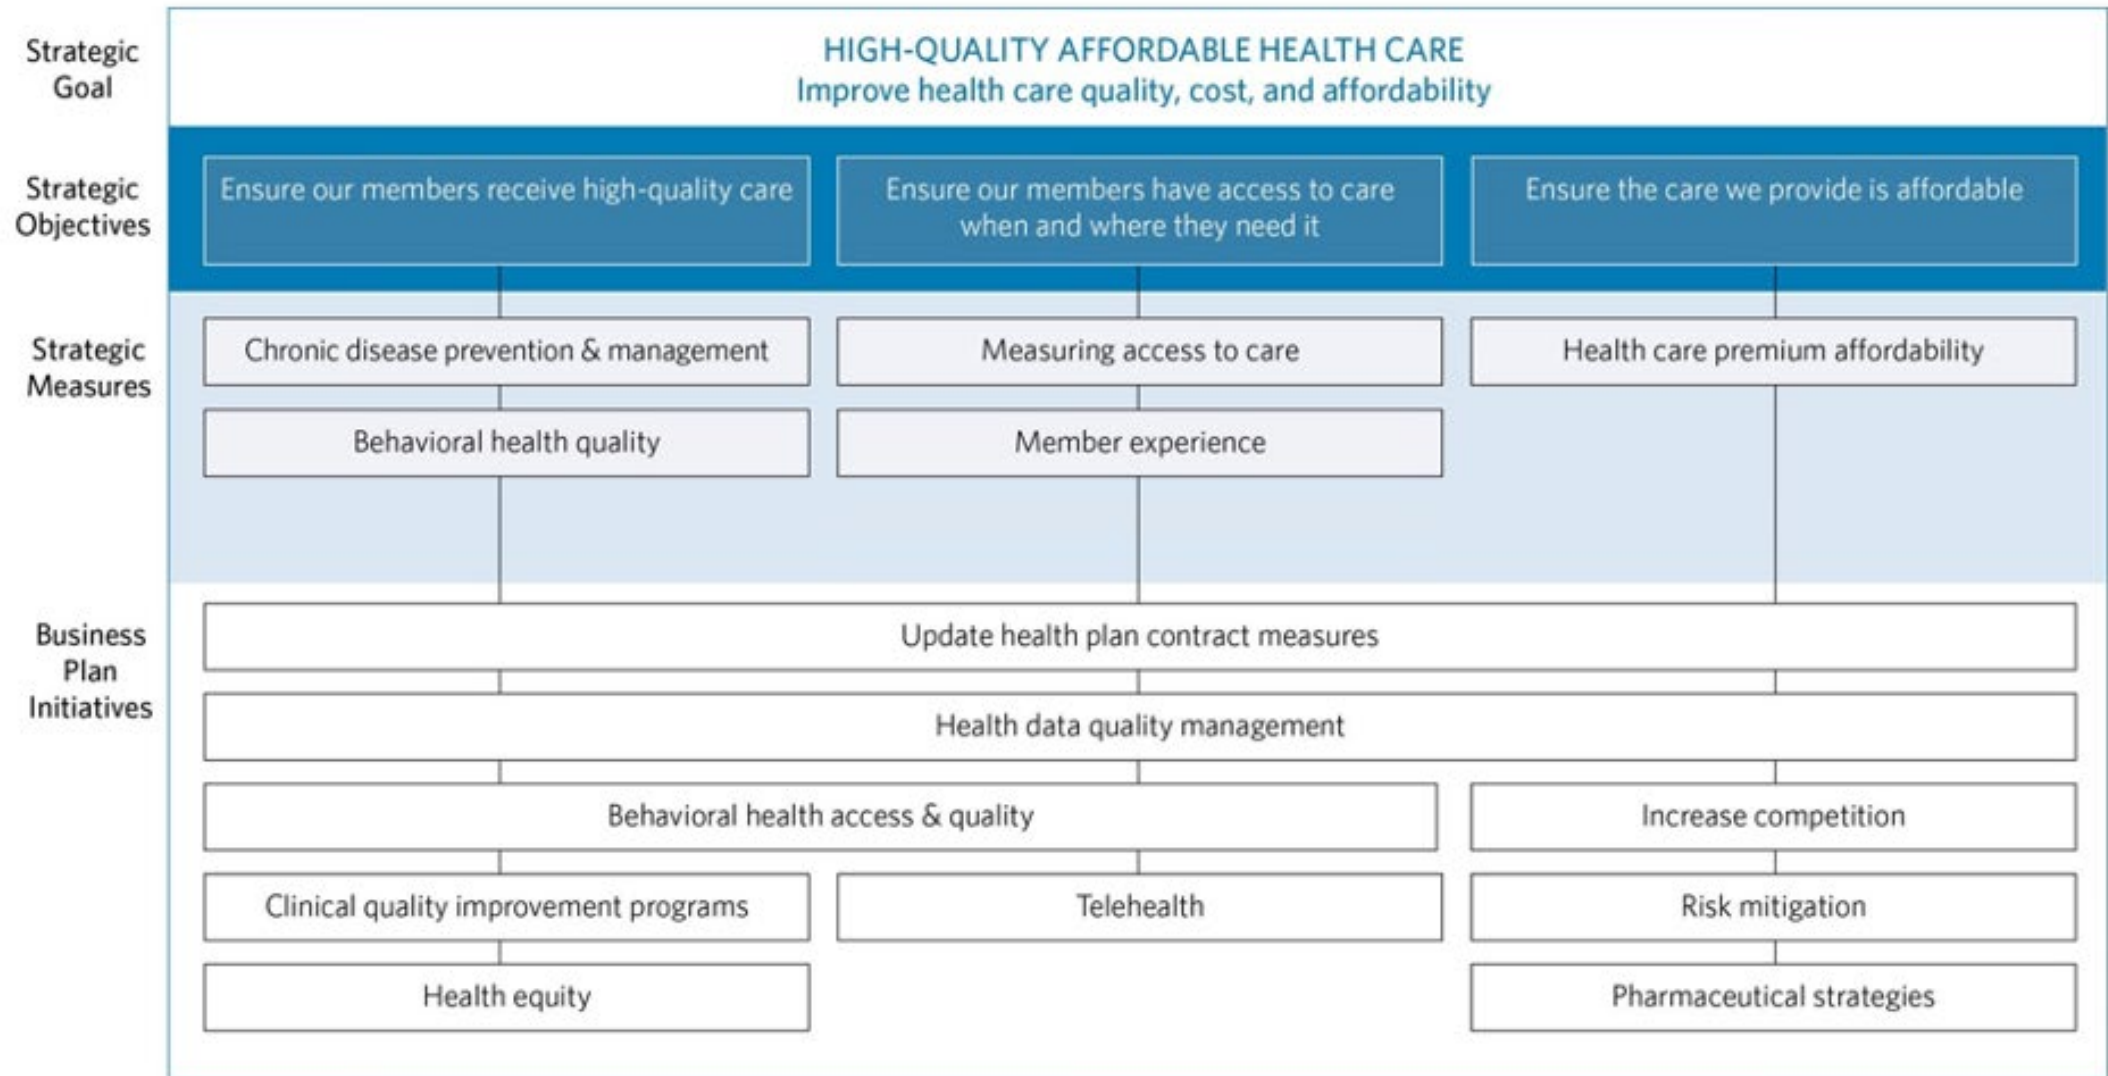 Strategic
Goal
HIGH-QUALITY AFFORDABLE HEALTH CARE
Improve health care quality, cost, and affordability
Strategic
Objectives
Ensure our members receive high-quality care
Ensure our members have access to care
when and where they need it
Ensure the care we provide is affordable
Strategic
Measures
Chronic disease prevention & management
Measuring access to care
Health care premium affordability
Behavioral health quality
Member experience
Business
Plan
Initiatives
Update health plan contract measures
Health data quality management
Behavioral health access & quality
Increase competition
Clinical quality improvement programs
Telehealth
Risk mitigation
Health equity
Pharmaceutical strategies